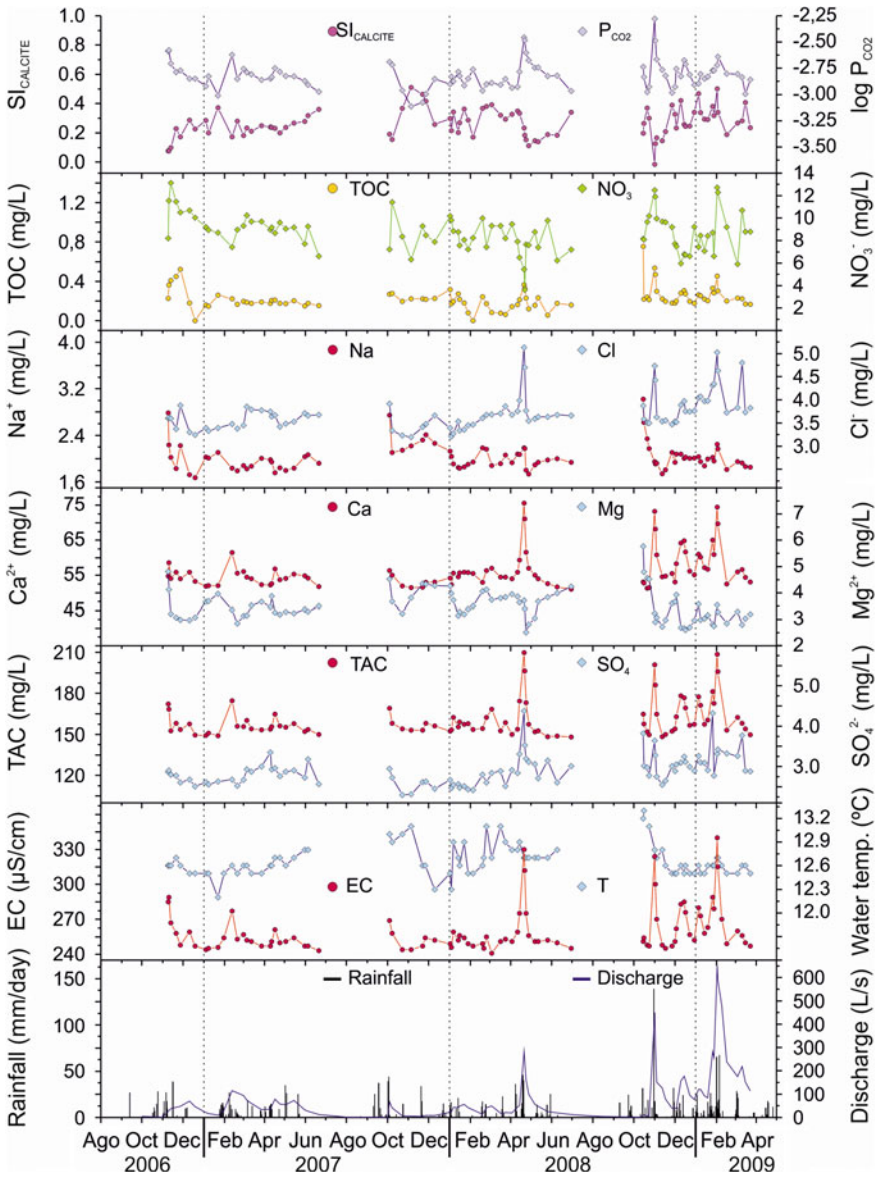 SI CALCITE
1.0
0.8
0.6
0.4
0.2
0.0
SI CALCITE
P CO2
-2,25
-2.50
-2.75
-3.00
-3.25
-3.50
log P CO2
TOC (mg/L)
1.2
0.8
0.4
0.0
TOC
NO3
14
12
10
8
6
4
2
NO3- (mg/L)
Na+ (mg/L)
4.0
3.2
2.4
1.6
Na
Cl
5.0
4.5
4.0
3.5
3.0
Cl- (mg/L)
Ca2+ (mg/L)
75
65
55
45
Ca
Mg
7
6
5
4
3
2
Mg2+ (mg/L)
TAC (mg/L)
210
180
150
120
TAC
SO4
5.0
4.0
3.0
SO4 2- (mg/L)
EC (µS/cm)
330
300
270
240
EC
T
13.2
12.9
12.6
12.3
12.0
Water temp. (ºC)
Rainfall (mm/day)
150
100
50
0
Rainfall
Discharge
600
500
400
300
200
100
0
Discharge (L/s)
Ago Oct Dec Feb Apr Jun Ago Oct Dec Feb Apr Jun Ago Oct Dec Feb Apr
2006 2007 2008 2009